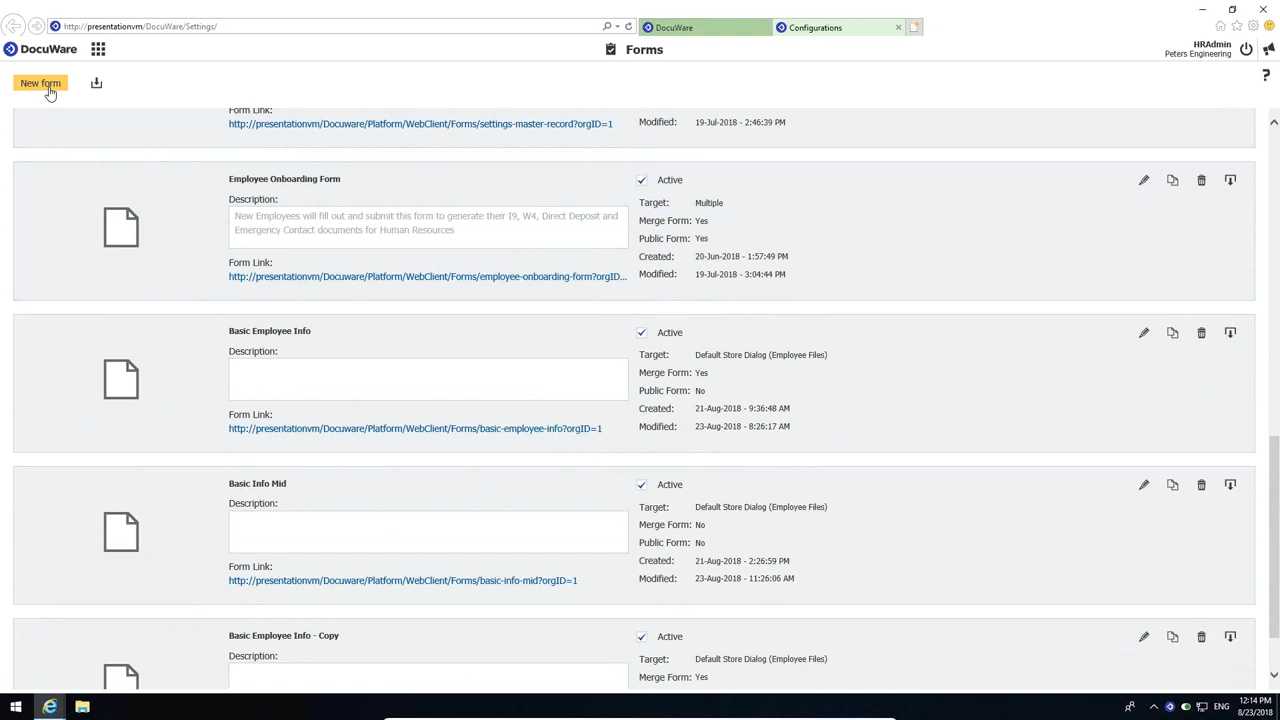 http://presentationvm/DocuWare/Settings/
DocuWare
Configurations
DocuWare
Forms
HRAdmin
Peters Engineering
New form
?
Form Link:
http://presentationvm/Docuware/Platform/WebClient/Forms/settings-master-record?orgID=1
Modified: 19-Jul-2018 - 2:46:39 PM
Employee Onboarding Form
Active
Description:
New Employees will fill out and submit this form to generate their I9, W4, Direct Deposit and
Emergency Contact documents for Human Resources
Target: Multiple
Merge Form: Yes
Public Form: Yes
Created: 20-Jun-2018 - 1:57:49 PM
Modified: 19-Jul-2018 - 3:04:44 PM
Form Link:
http://presentationvm/Docuware/Platform/WebClient/Forms/employee-onboarding-form?orgID...
Basic Employee Info
Active
Description:
Target: Default Store Dialog (Employee Files)
Merge Form: Yes
Public Form: No
Created: 21-Aug-2018 - 9:36:48 AM
Modified: 23-Aug-2018 - 8:26:17 AM
Form Link:
http://presentationvm/Docuware/Platform/WebClient/Forms/basic-employee-info?orgID=1
Basic Info Mid
Active
Description:
Target: Default Store Dialog (Employee Files)
Merge Form: No
Public Form: No
Created: 21-Aug-2018 - 2:26:59 PM
Modified: 23-Aug-2018 - 11:26:06 AM
Form Link:
http://presentationvm/Docuware/Platform/WebClient/Forms/basic-info-mid?orgID=1
Basic Employee Info - Copy
Active
Description:
Target: Default Store Dialog (Employee Files)
Merge Form: Yes
ENG
12:14 PM
8/23/2018